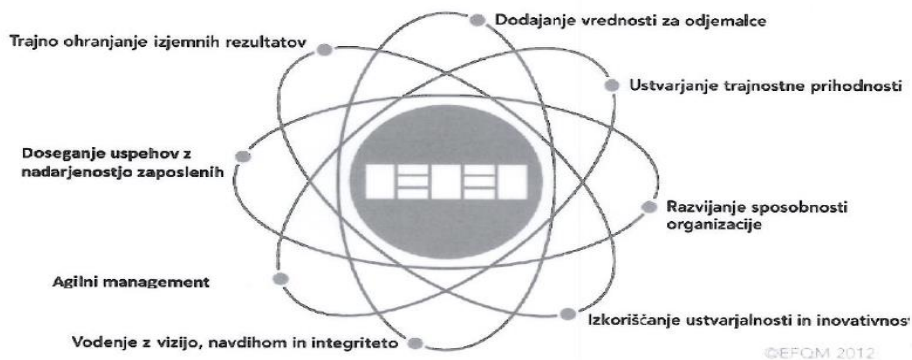 Dodajanje vrednosti za odjemalce
Trajno ohranjanje izjemnih rezultatov
Ustvarjanje trajnostne prihodnosti
Doseganje uspehov z
nadarjenostjo zaposlenih
Razvijanje sposobnosti
organizacije
Agilni management
Izkoriščanje ustvarjalnosti in inovativnos
Vodenje z vizijo, navdihom in integriteto
©EFQM 2012